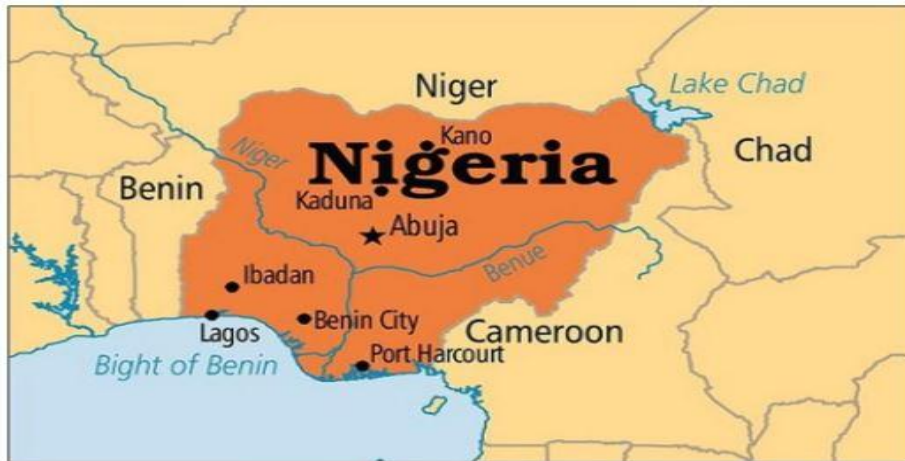 Niger
Lake Chad
Kano
Niger
Nigeria
Chad
Benin
Kaduna
Abuja
Benue
Ibadan
Benin City
Lagos
Cameroon
Port Harcourt
Bight of Benin